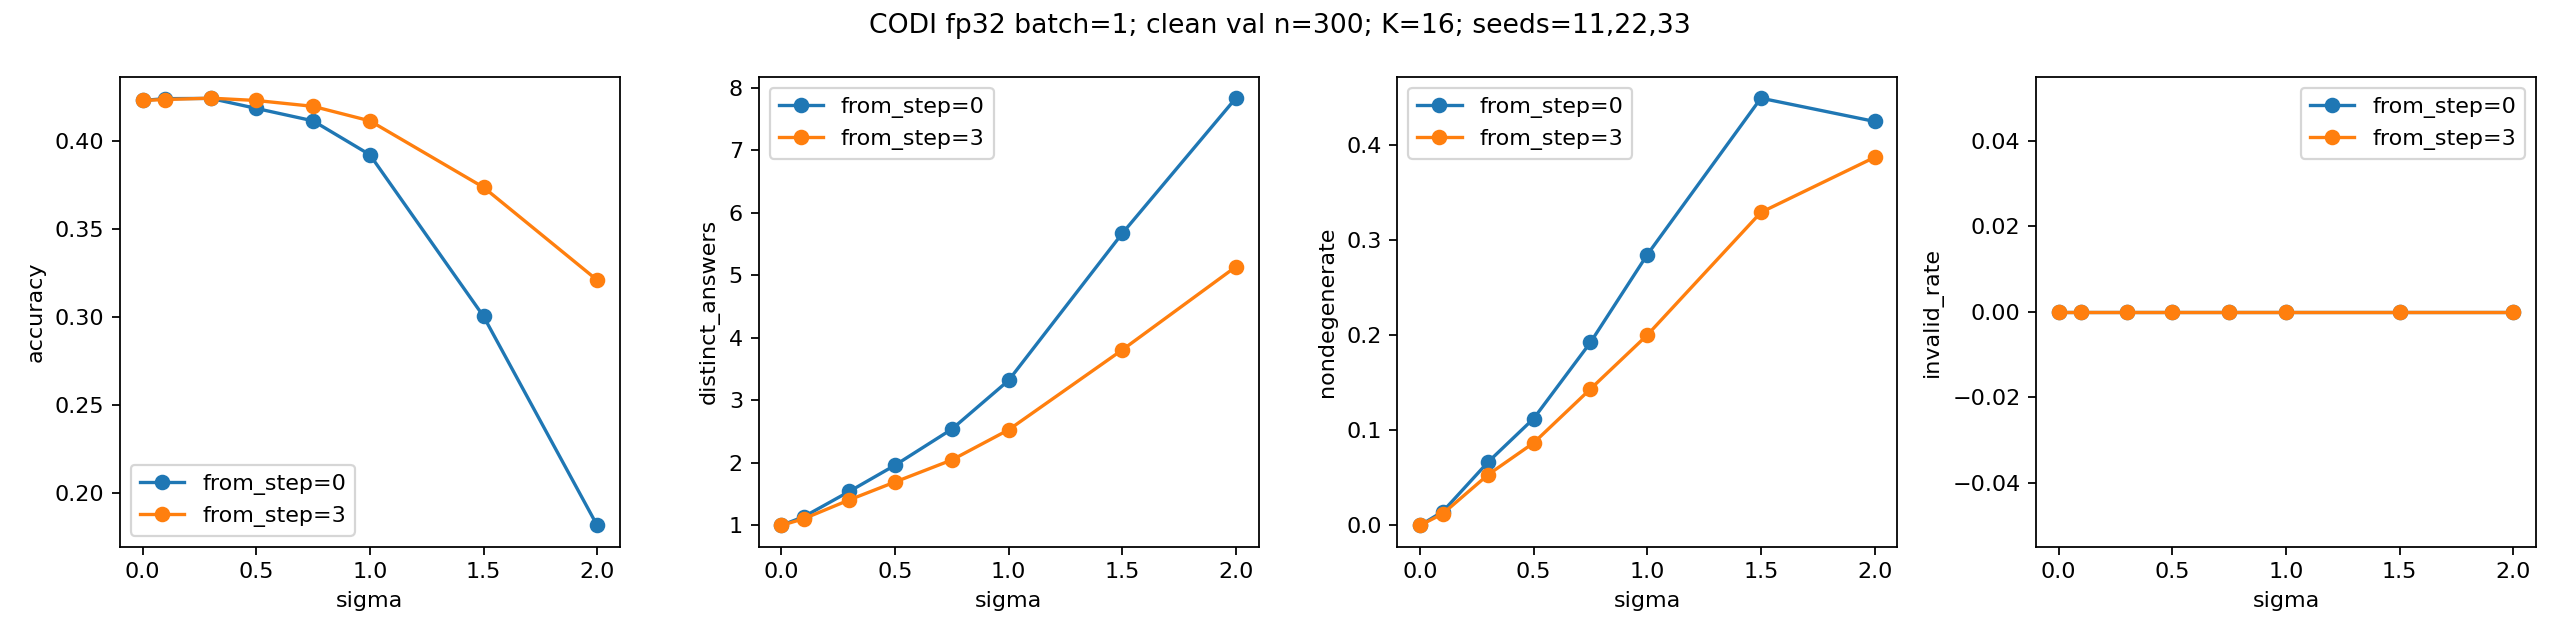 CODI fp32 batch=1; clean val n=300; K=16; seeds=11,22,33
accuracy
0.40
0.35
0.30
0.25
0.20
from_step=0
from_step=3
0.0 0.5 1.0 1.5 2.0
sigma
distinct_answers
8
7
6
5
4
3
2
1
from_step=0
from_step=3
0.0 0.5 1.0 1.5 2.0
sigma
nondegenerate
0.4
0.3
0.2
0.1
0.0
from_step=0
from_step=3
0.0 0.5 1.0 1.5 2.0
sigma
invalid_rate
0.04
0.02
0.00
−0.02
−0.04
from_step=0
from_step=3
0.0 0.5 1.0 1.5 2.0
sigma